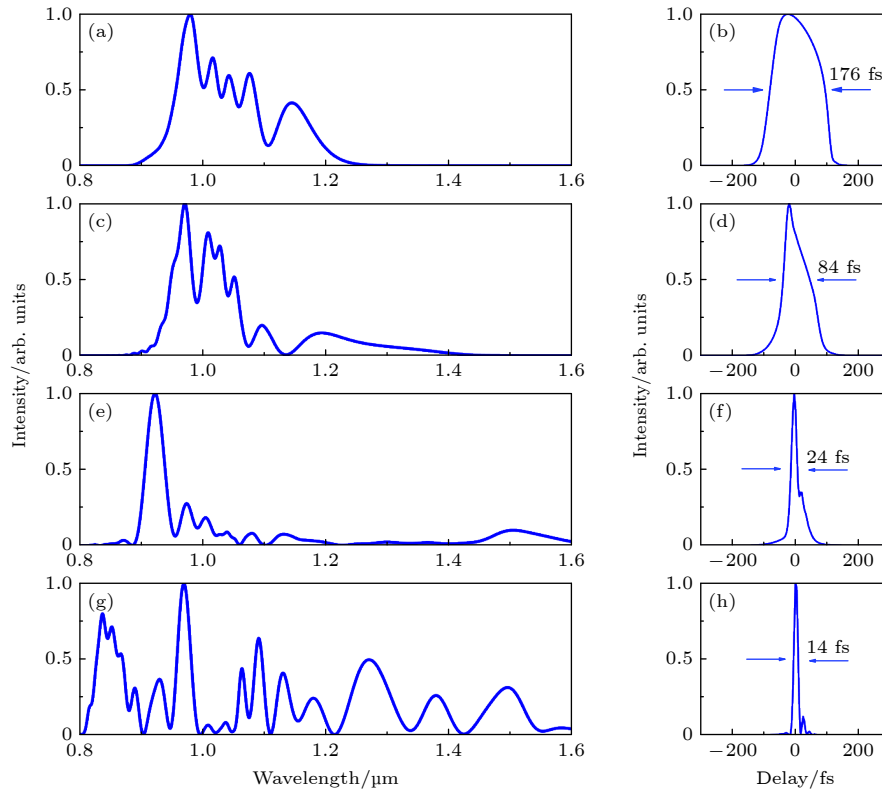 1.0 (a) 1.0 (b)
0.5 0.5 176 fs
0 0
0.8 1.0 1.2 1.4 1.6 −200 0 200
1.0 (c) 1.0 (d)
0.5 0.5 84 fs
0 0
0.8 1.0 1.2 1.4 1.6 −200 0 200
Intensity/arb. units Intensity/arb. units
1.0 (e) 1.0 (f)
0.5 0.5 24 fs
0 0
0.8 1.0 1.2 1.4 1.6 −200 0 200
1.0 (g) 1.0 (h)
0.5 0.5 14 fs
0 0
0.8 1.0 1.2 1.4 1.6 −200 0 200
Wavelength/µm Delay/fs